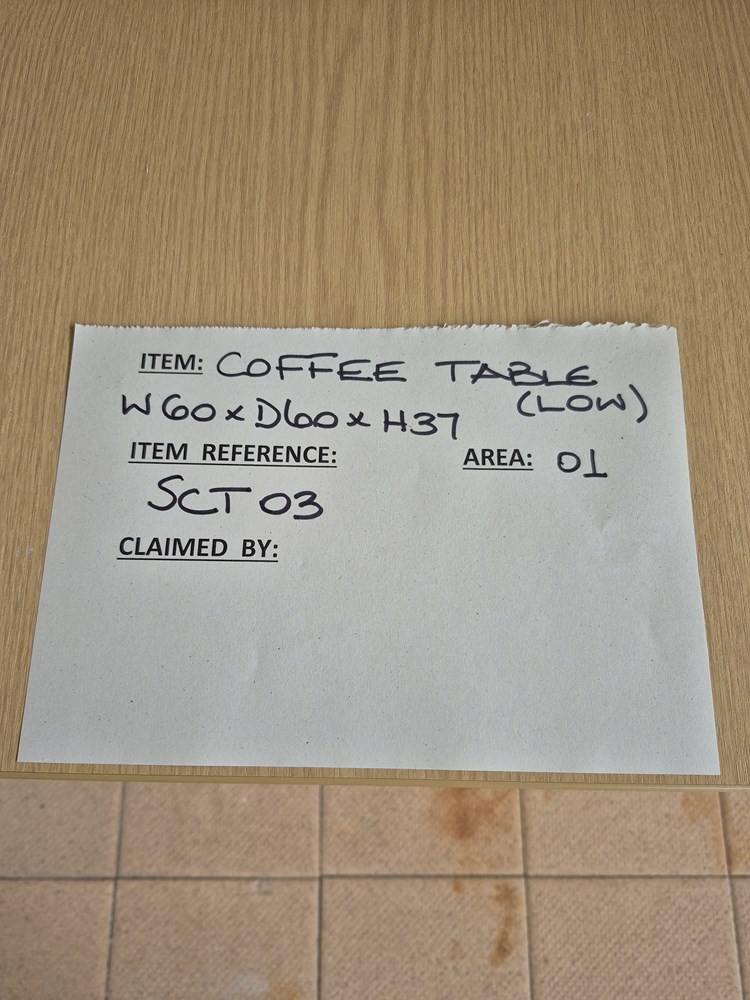 ITEM: COFFEE TABLE
(LOW)
W60 x D60 x H37
ITEM REFERENCE: AREA: 01
SCT 03
CLAIMED BY: